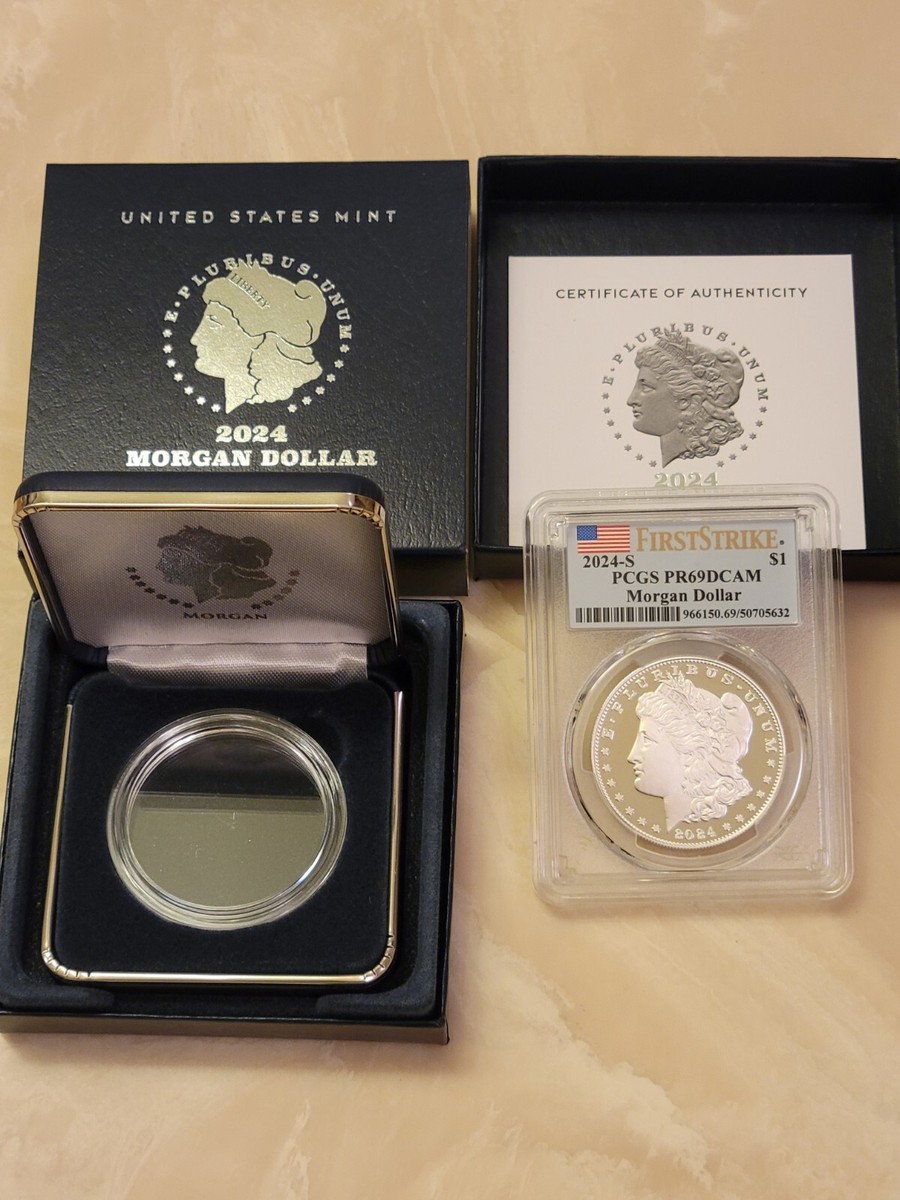 UNITED STATES MINT
E · PLURIBUS · UNUM
LIBERTY
2024
MORGAN DOLLAR
CERTIFICATE OF AUTHENTICITY
E · PLURIBUS · UNUM
2024
MORGAN
FIRSTSTRIKE®
2024-S $1
PCGS PR69DCAM
Morgan Dollar
966150.69/50705632
E · PLURIBUS · UNUM
2024